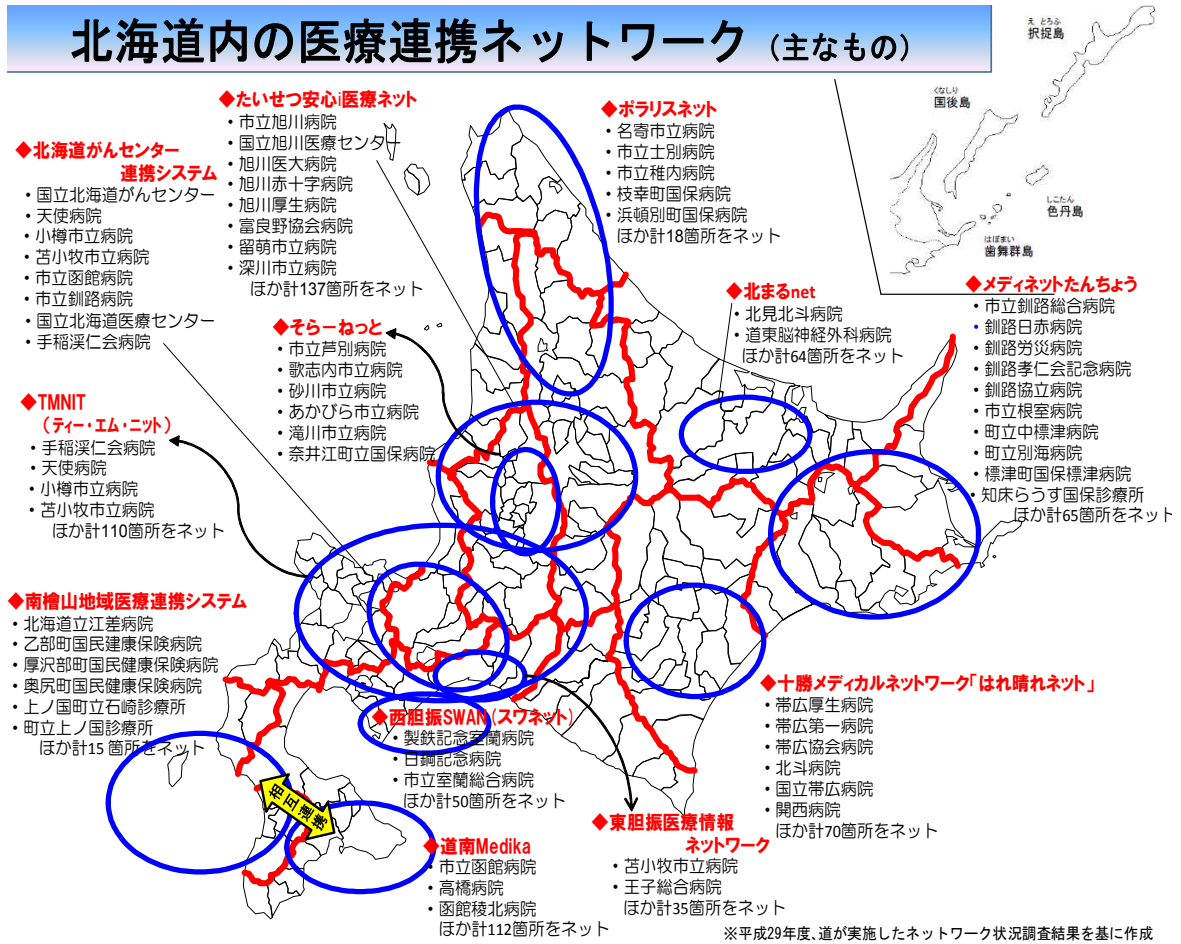 北海道内の医療連携ネットワーク（主なもの）
え とろふ
択捉島
くなしり
国後島
しこたん
色丹島
はぼまい
歯舞群島
◆たいせつ安心i医療ネット
・市立旭川病院
・国立旭川医療センター
・旭川医大病院
・旭川赤十字病院
・旭川厚生病院
・富良野協会病院
・留萌市立病院
・深川市立病院
ほか計137箇所をネット
◆ポラリスネット
・名寄市立病院
・市立士別病院
・市立稚内病院
・枝幸町国保病院
・浜頓別町国保病院
ほか計18箇所をネット
◆北海道がんセンター
連携システム
・国立北海道がんセンター
・天使病院
・小樽市立病院
・苫小牧市立病院
・市立函館病院
・市立釧路病院
・国立北海道医療センター
・手稲渓仁会病院
◆北まるnet
・北見北斗病院
・道東脳神経外科病院
ほか計64箇所をネット
◆メディネットたんちょう
・市立釧路総合病院
・釧路日赤病院
・釧路労災病院
・釧路孝仁会記念病院
・釧路協立病院
・市立根室病院
・町立中標津病院
・町立別海病院
・標津町国保標津病院
・知床らうす国保診療所
ほか計65箇所をネット
◆そらーねっと
・市立芦別病院
・歌志内市立病院
・砂川市立病院
・あかびら市立病院
・滝川市立病院
・奈井江町立国保病院
◆TMNIT
（ティー・エム・ニット）
・手稲渓仁会病院
・天使病院
・小樽市立病院
・苫小牧市立病院
ほか計110箇所をネット
◆南檜山地域医療連携システム
・北海道立江差病院
・乙部町国民建康保険病院
・厚沢部町国民健康保険病院
・奥尻町国民健康保険病院
・上ノ国町立石崎診療所
・町立上ノ国診療所
ほか計15箇所をネット
相互連携
◆西胆振SWAN(スワネット)
・製鉄記念室蘭病院
・日鋼記念病院
・市立室蘭総合病院
ほか計50箇所をネット
◆十勝メディカルネットワーク「はれ晴れネット」
・帯広厚生病院
・帯広第一病院
・帯広協会病院
・北斗病院
・国立帯広病院
・開西病院
ほか計70箇所をネット
◆道南Medika
・市立函館病院
・高橋病院
・函館稜北病院
ほか計112箇所をネット
◆東胆振医療情報
ネットワーク
・苫小牧市立病院
・王子総合病院
ほか計35箇所をネット
※平成29年度、道が実施したネットワーク状況調査結果を基に作成